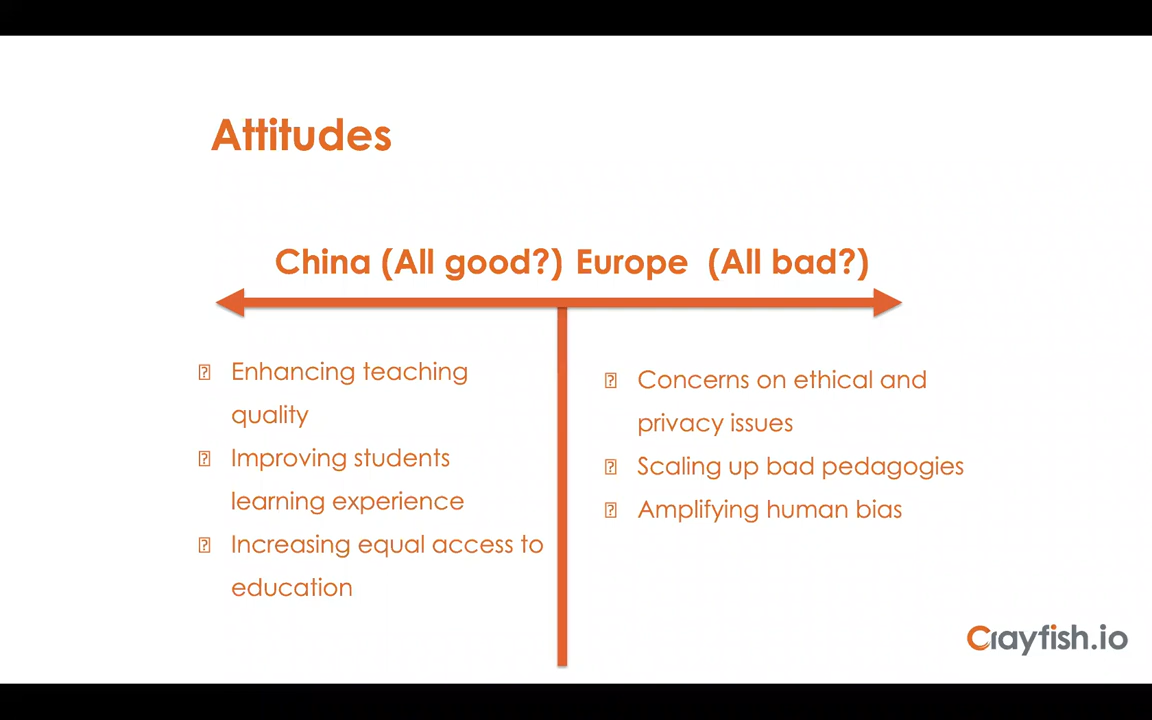 Attitudes
China (All good?) Europe (All bad?)
Enhancing teaching
quality
Improving students
learning experience
Increasing equal access to
education
Concerns on ethical and
privacy issues
Scaling up bad pedagogies
Amplifying human bias
Crayfish.io